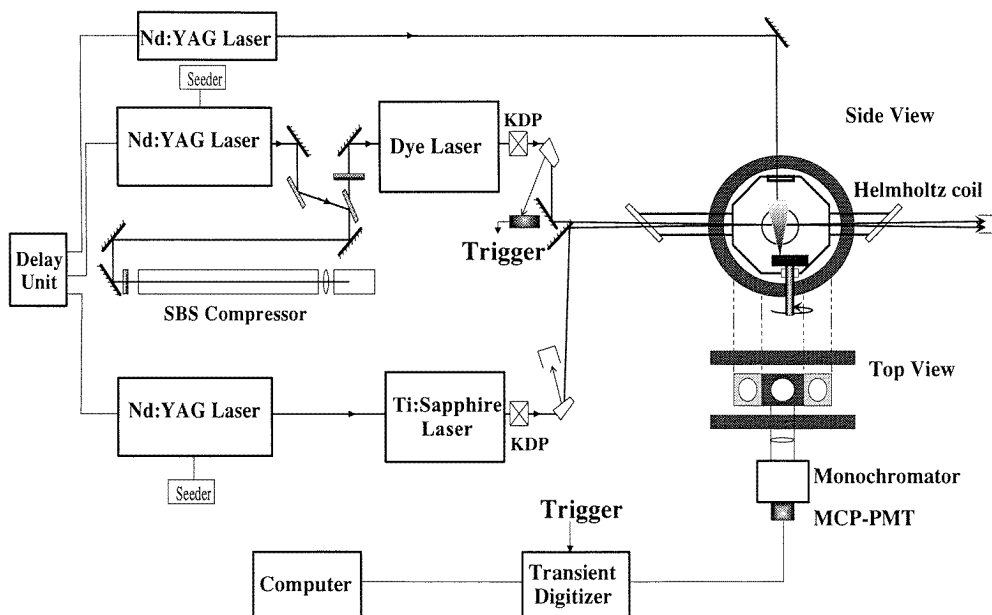 Nd:YAG Laser
Seeder
Nd:YAG Laser
Dye Laser
KDP
Side View
Helmholtz coil
Trigger
Delay
Unit
SBS Compressor
Top View
Nd:YAG Laser
Ti:Sapphire
Laser
KDP
Seeder
Monochromator
MCP-PMT
Trigger
Computer
Transient
Digitizer